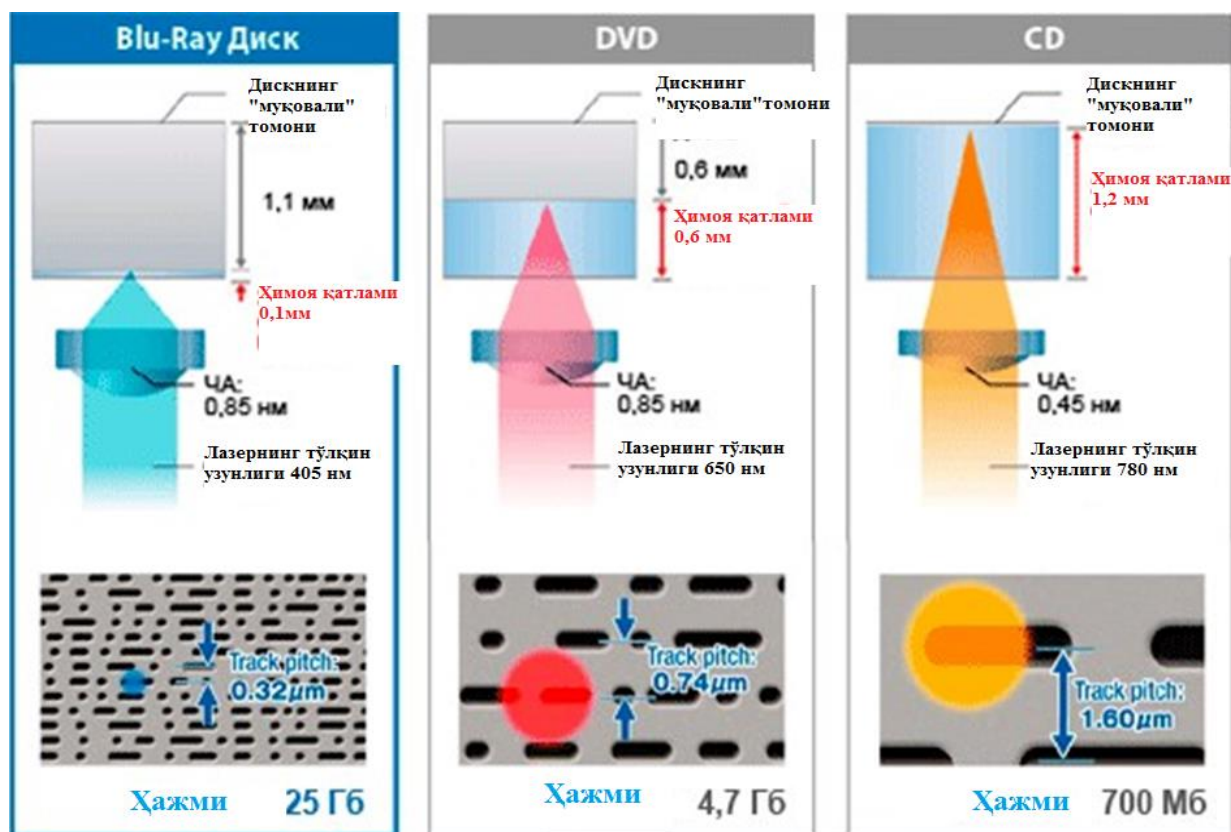 Blu-Ray Диск
Дискнинг
"муқовали"
томони
1,1 мм
Ҳимоя қатлами
0,1мм
ЧА:
0,85 нм
Лазернинг тўлқин
узунлиги 405 нм
Track pitch:
0.32µm
Ҳажми 25 Гб
DVD
Дискнинг
"муқовали"томони
0,6 мм
Ҳимоя қатлами
0,6 мм
ЧА:
0,85 нм
Лазернинг тўлқин
узунлиги 650 нм
Track pitch:
0.74µm
Ҳажми 4,7 Гб
CD
Дискнинг
"муқовали"
томони
Ҳимоя қатлами
1,2 мм
ЧА:
0,45 нм
Лазернинг тўлқин
узунлиги 780 нм
Track pitch:
1.60µm
Ҳажми 700 Мб